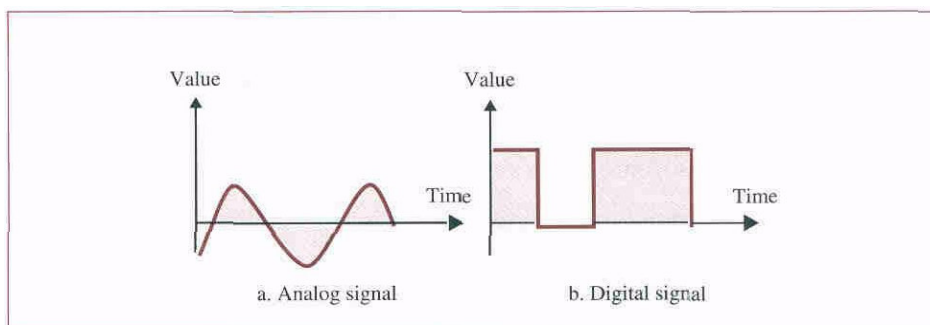 Value
Value
Time
Time
a. Analog signal
b. Digital signal